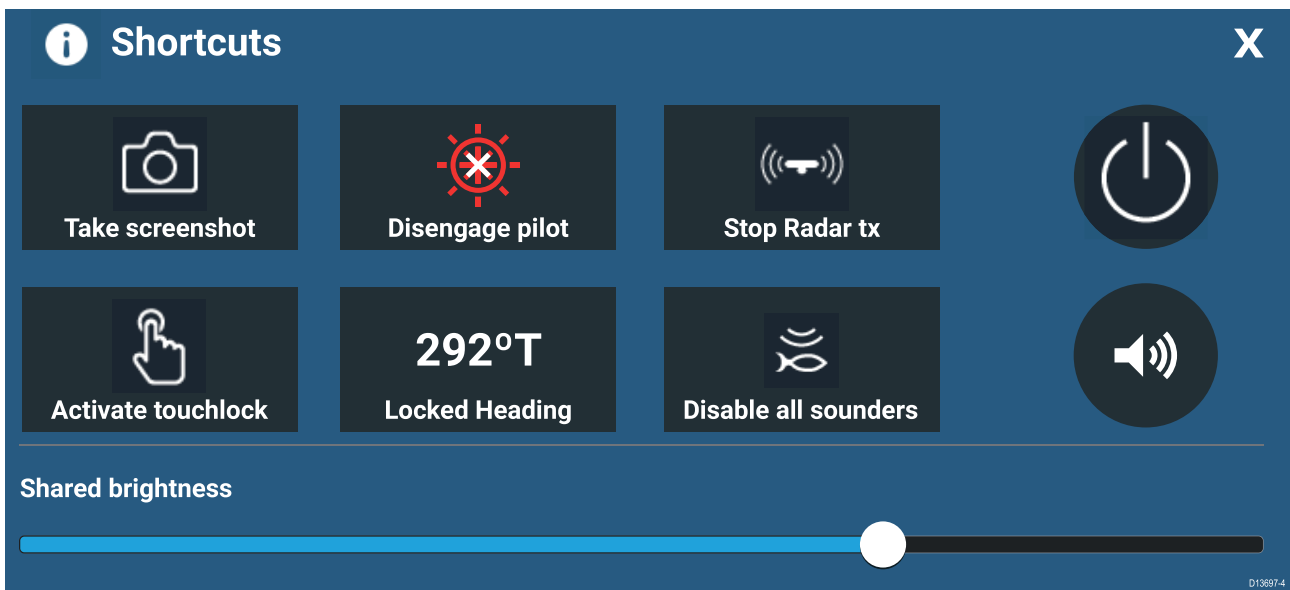 Shortcuts
X
Take screenshot
Disengage pilot
Stop Radar tx
Activate touchlock
292ºT
Locked Heading
Disable all sounders
Shared brightness
D13697-4